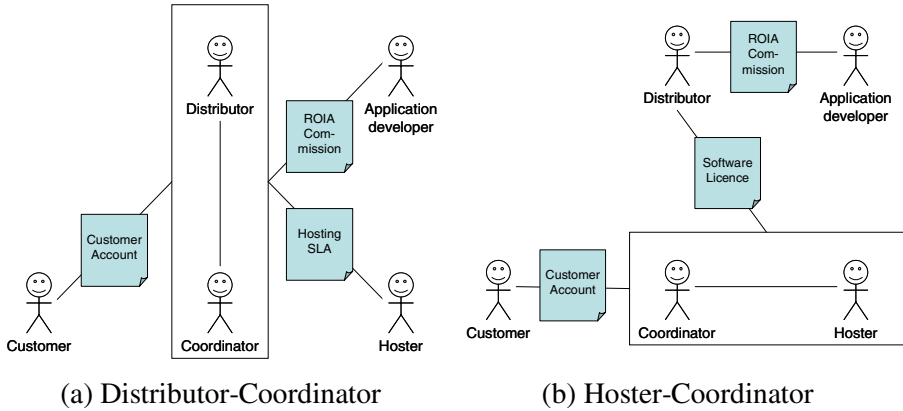 Distributor
ROIA
Com-
mission
Application
developer
Customer
Account
Hosting
SLA
Customer
Coordinator
Hoster
(a) Distributor-Coordinator
ROIA
Com-
mission
Distributor
Application
developer
Software
Licence
Customer
Account
Customer
Coordinator
Hoster
(b) Hoster-Coordinator